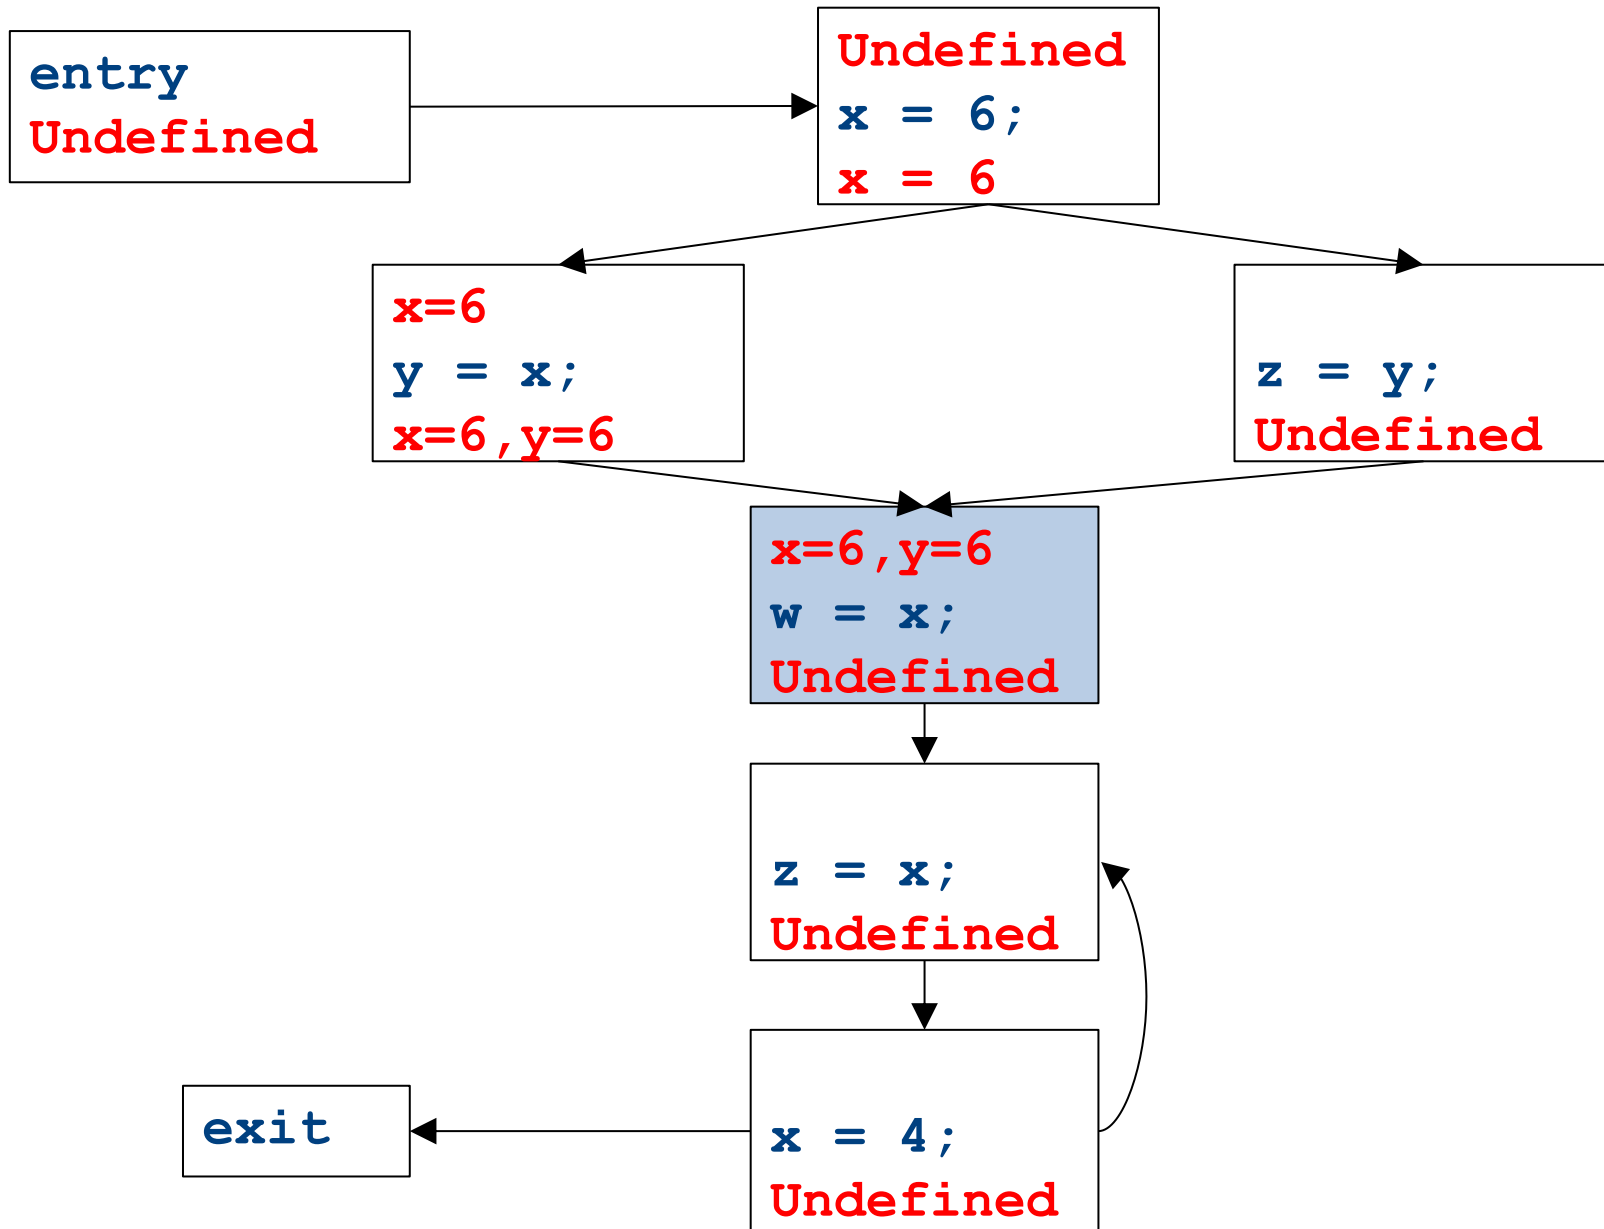 entry
Undefined
Undefined
x = 6;
x = 6
x=6
y = x;
x=6,y=6
z = y;
Undefined
x=6,y=6
w = x;
Undefined
z = x;
Undefined
x = 4;
Undefined
exit